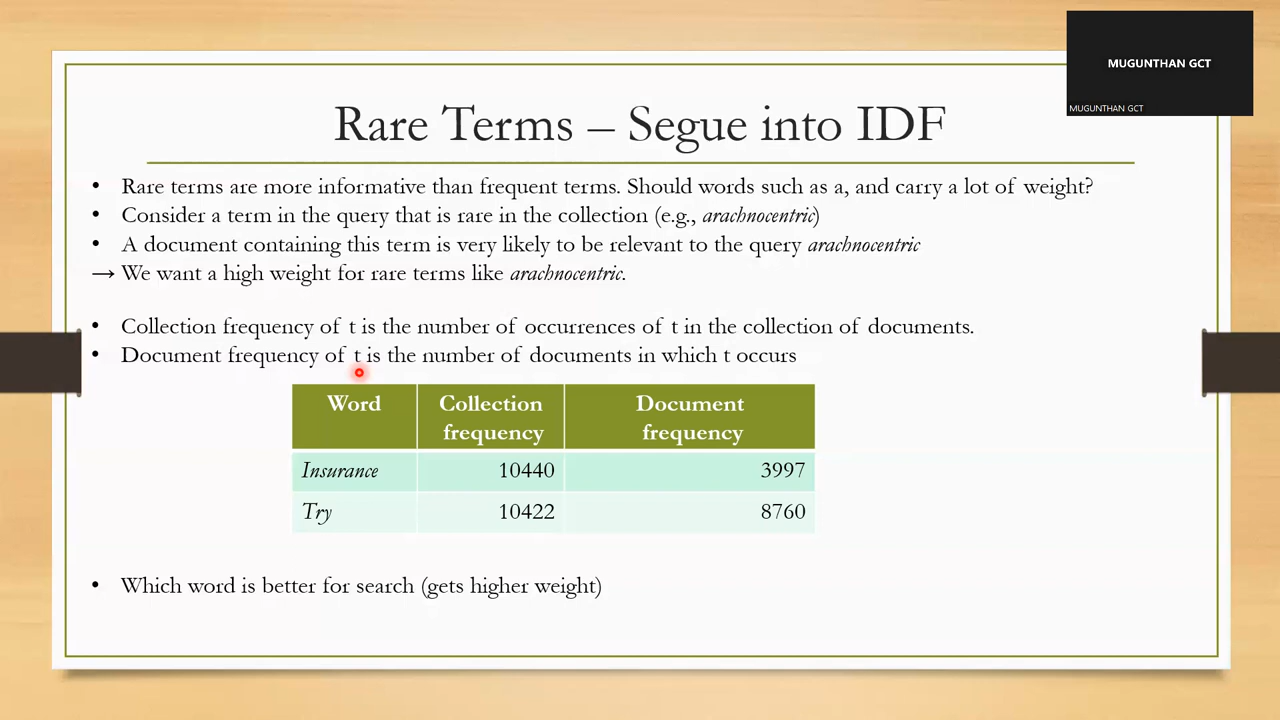 MUGUNTHAN GCT
MUGUNTHAN GCT
Rare Terms – Segue into IDF
• Rare terms are more informative than frequent terms. Should words such as a, and carry a lot of weight?
• Consider a term in the query that is rare in the collection (e.g., arachnocentric)
• A document containing this term is very likely to be relevant to the query arachnocentric
→ We want a high weight for rare terms like arachnocentric.
• Collection frequency of t is the number of occurrences of t in the collection of documents.
• Document frequency of t is the number of documents in which t occurs
Word Collection frequency Document frequency
Insurance 10440 3997
Try 10422 8760
• Which word is better for search (gets higher weight)